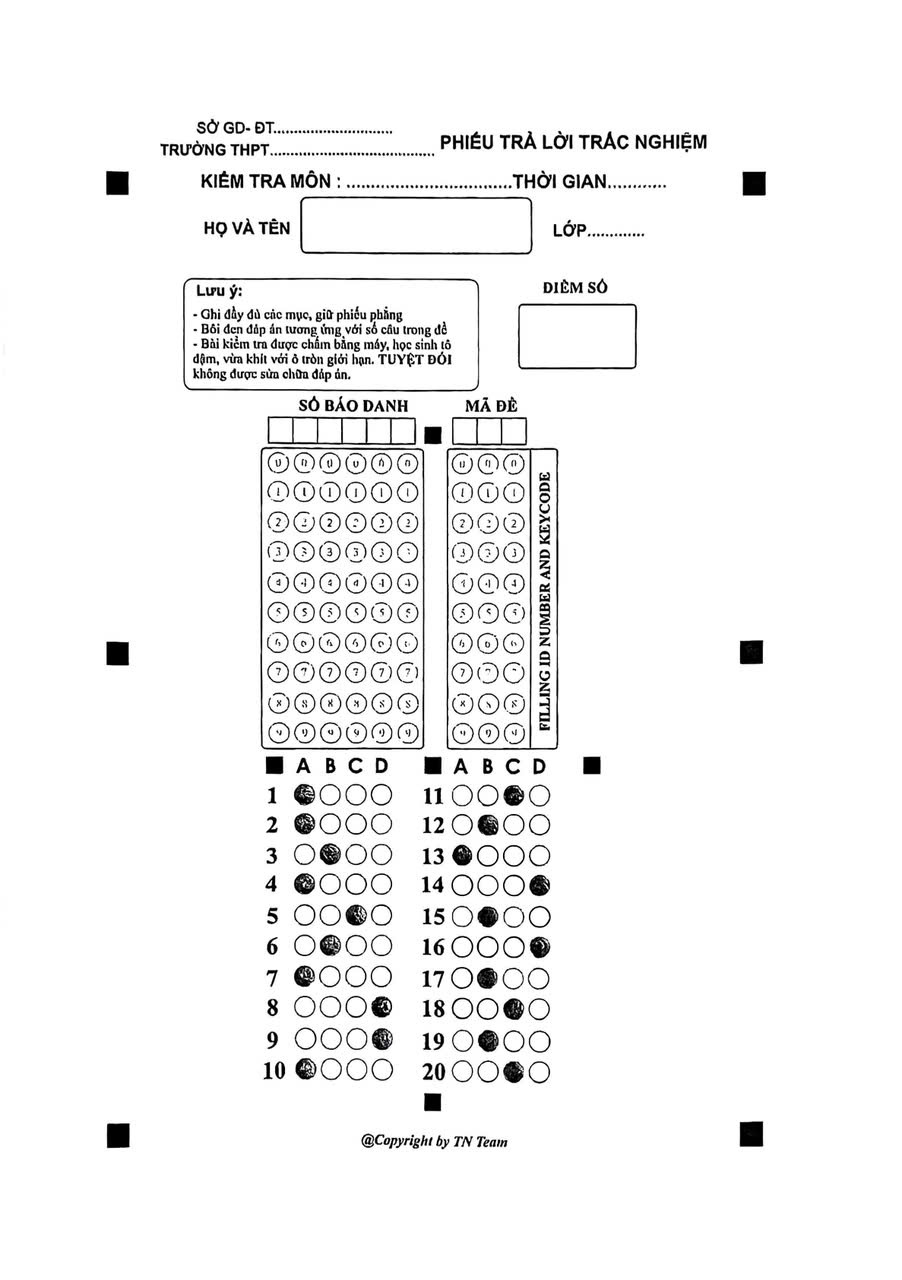 SỞ GD- ĐT..............................
TRƯỜNG THPT.........................................
PHIẾU TRẢ LỜI TRẮC NGHIỆM
KIỂM TRA MÔN : ..................................THỜI GIAN............
HỌ VÀ TÊN
LỚP.............
Lưu ý:
- Ghi đầy đủ các mục, giữ phiếu phẳng
- Bôi đen đáp án tương ứng với số câu trong đề
- Bài kiểm tra được chấm bằng máy, học sinh tô
đậm, vừa khít với ô tròn giới hạn. TUYỆT ĐỐI
không được sửa chữa đáp án.
ĐIỂM SỐ
SỐ BÁO DANH
MÃ ĐỀ
0 0 0 0 0 0 0 0 0
1 1 1 1 1 1 1 1 1
2 2 2 2 2 2 2 2 2
3 3 3 3 3 3 3 3 3
4 4 4 4 4 4 4 4 4
5 5 5 5 5 5 5 5 5
6 6 6 6 6 6 6 6 6
7 7 7 7 7 7 7 7 7
8 8 8 8 8 8 8 8 8
9 9 9 9 9 9 9 9 9
FILLING ID NUMBER AND KEYCODE
A B C D
1
2
3
4
5
6
7
8
9
10
A B C D
11
12
13
14
15
16
17
18
19
20
@Copyright by TN Team